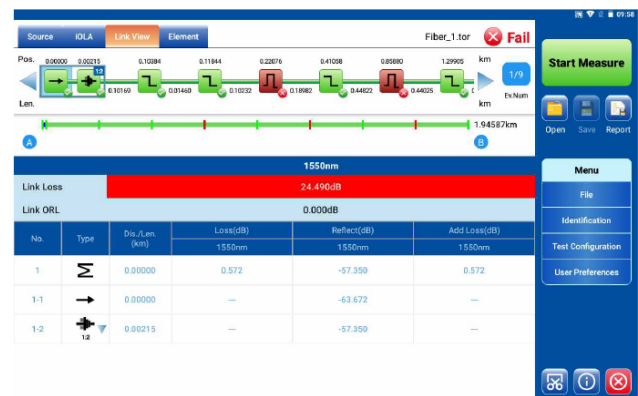 09:58
Source IOLA Link View Element Fiber_1.tor Fail
Pos. 0.00000 0.00215 0.10384 0.11844 0.22076 0.41058 0.85880 1.29905 km
1:2
1/9
0.10169 0.01460 0.10232 0.18982 0.44822 0.44025
Ev.Num
Len. km
1.94587km
A B
1550nm
Link Loss 24.490dB
Link ORL 0.000dB
No. Type Dis./Len. (km) Loss(dB) Reflect(dB) Add Loss(dB)
1550nm 1550nm 1550nm
1 Σ 0.00000 0.572 -57.350 0.572
1-1 0.00000 --- -63.672 ---
1-2 1:2 0.00215 --- -57.350 ---
Start Measure
Open Save Report
Menu
File
Identification
Test Configuration
User Preferences